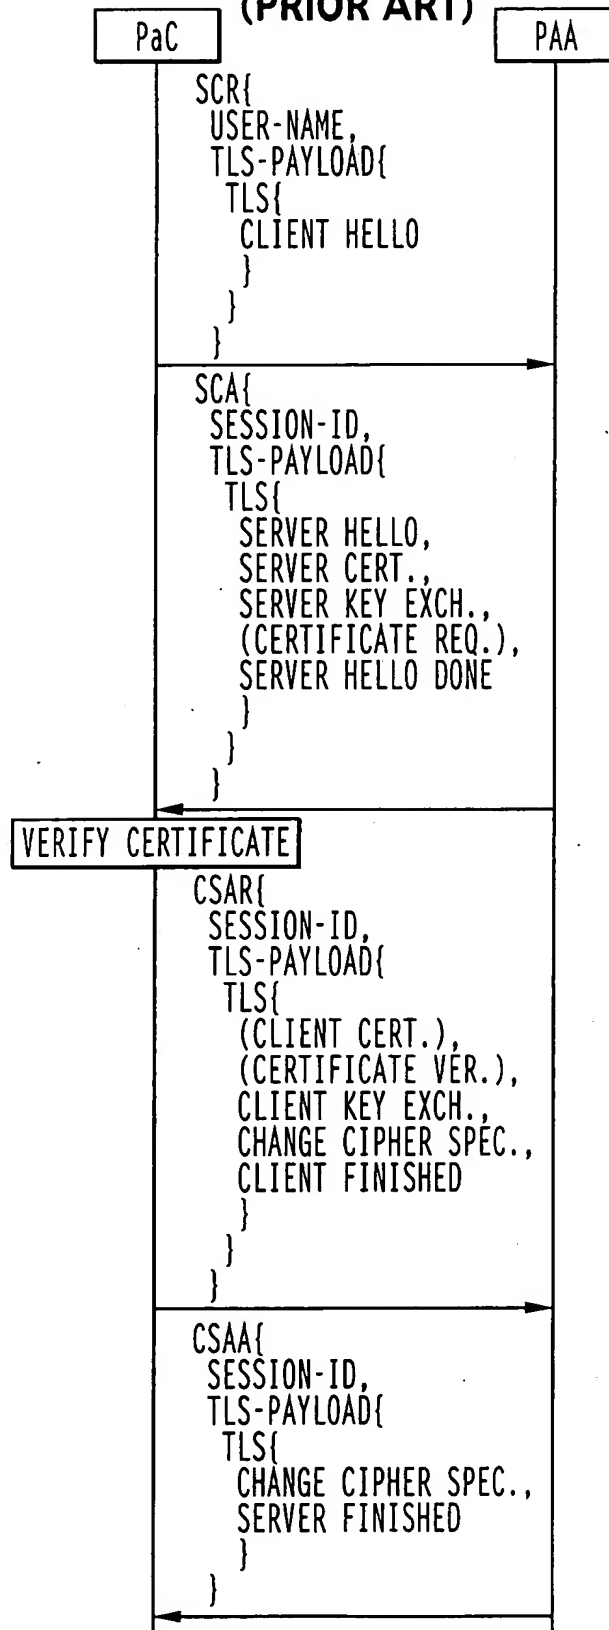 (PRIOR ART)
PaC
PAA
SCR{
USER-NAME,
TLS-PAYLOAD{
TLS{
CLIENT HELLO
}
}
}
SCA{
SESSION-ID,
TLS-PAYLOAD{
TLS{
SERVER HELLO,
SERVER CERT.,
SERVER KEY EXCH.,
(CERTIFICATE REQ.),
SERVER HELLO DONE
}
}
}
VERIFY CERTIFICATE
CSAR{
SESSION-ID,
TLS-PAYLOAD{
TLS{
(CLIENT CERT.),
(CERTIFICATE VER.),
CLIENT KEY EXCH.,
CHANGE CIPHER SPEC.,
CLIENT FINISHED
}
}
}
CSAA{
SESSION-ID,
TLS-PAYLOAD{
TLS{
CHANGE CIPHER SPEC.,
SERVER FINISHED
}
}